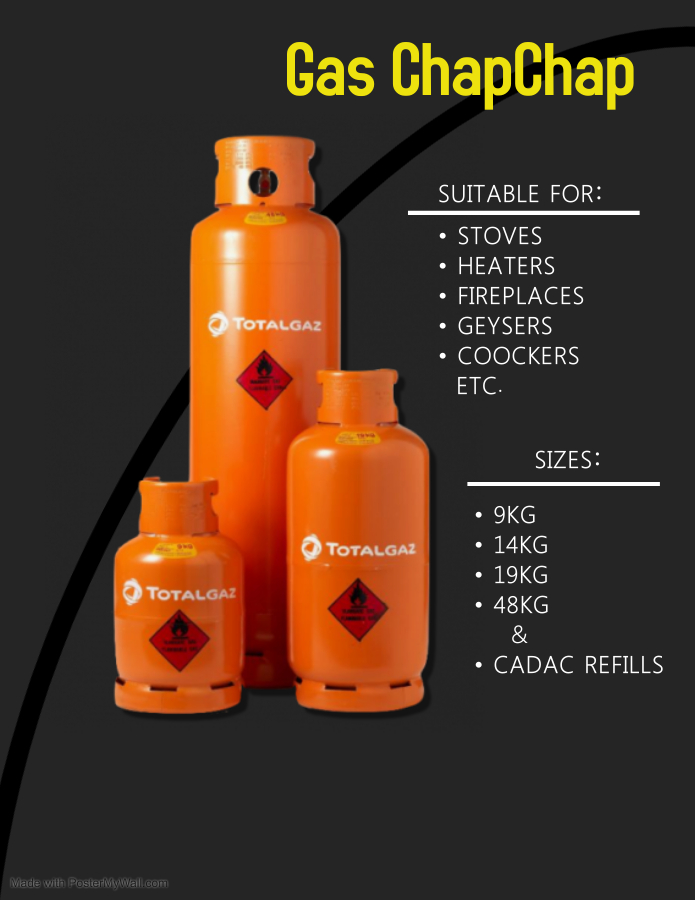 Gas ChapChap
SUITABLE FOR:
• STOVES
• HEATERS
• FIREPLACES
• GEYSERS
• COOCKERS
ETC.
TOTALGAZ
TOTALGAZ
TOTALGAZ
SIZES:
• 9KG
• 14KG
• 19KG
• 48KG
&
• CADAC REFILLS
Made with PosterMyWall.com